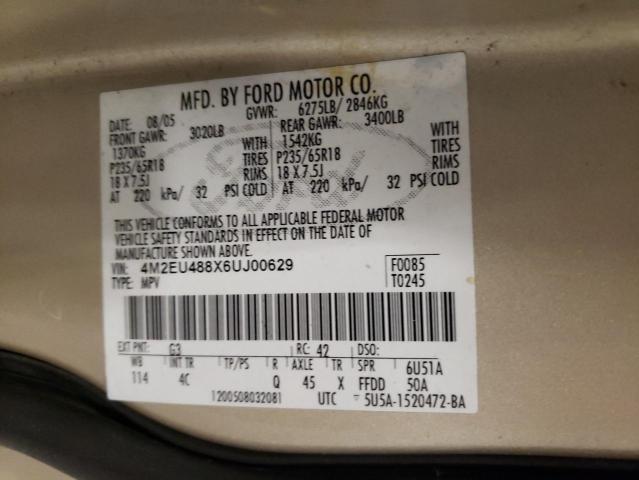 MFD. BY FORD MOTOR CO.
DATE: 08/05 GVWR: 6275LB/ 2846KG
FRONT GAWR: 3020LB REAR GAWR: 3400LB
1370KG WITH 1542KG WITH
P235/65R18 TIRES P235/65R18 TIRES
18 X 7.5J RIMS 18 X 7.5J RIMS
AT 220 kPa/ 32 PSI COLD AT 220 kPa/ 32 PSI COLD
THIS VEHICLE CONFORMS TO ALL APPLICABLE FEDERAL MOTOR
VEHICLE SAFETY STANDARDS IN EFFECT ON THE DATE OF
MANUFACTURE SHOWN ABOVE.
VIN: 4M2EU488X6UJ00629 F0085
TYPE: MPV T0245
EXT PNT: G3 RC: 42 DSO:
WB INT TR TP/PS R AXLE TR SPR 6U51A
114 4C Q 45 X FFDD 50A
1200508032081 UTC 5U5A-1520472-BA